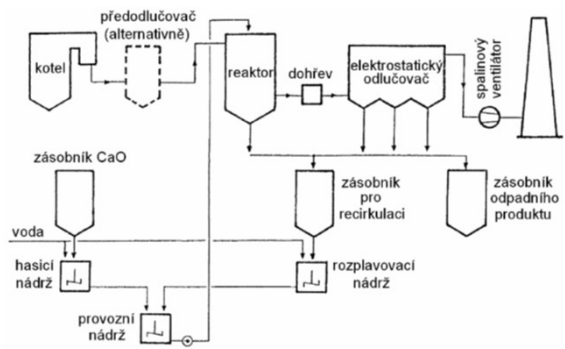 předodlučovač
(alternativně)
kotel
reaktor
dohřev
elektrostatický
odlučovač
spalinový
ventilátor
zásobník CaO
zásobník
pro
recirkulaci
zásobník
odpadního
produktu
voda
hasicí
nádrž
rozplavovací
nádrž
provozní
nádrž